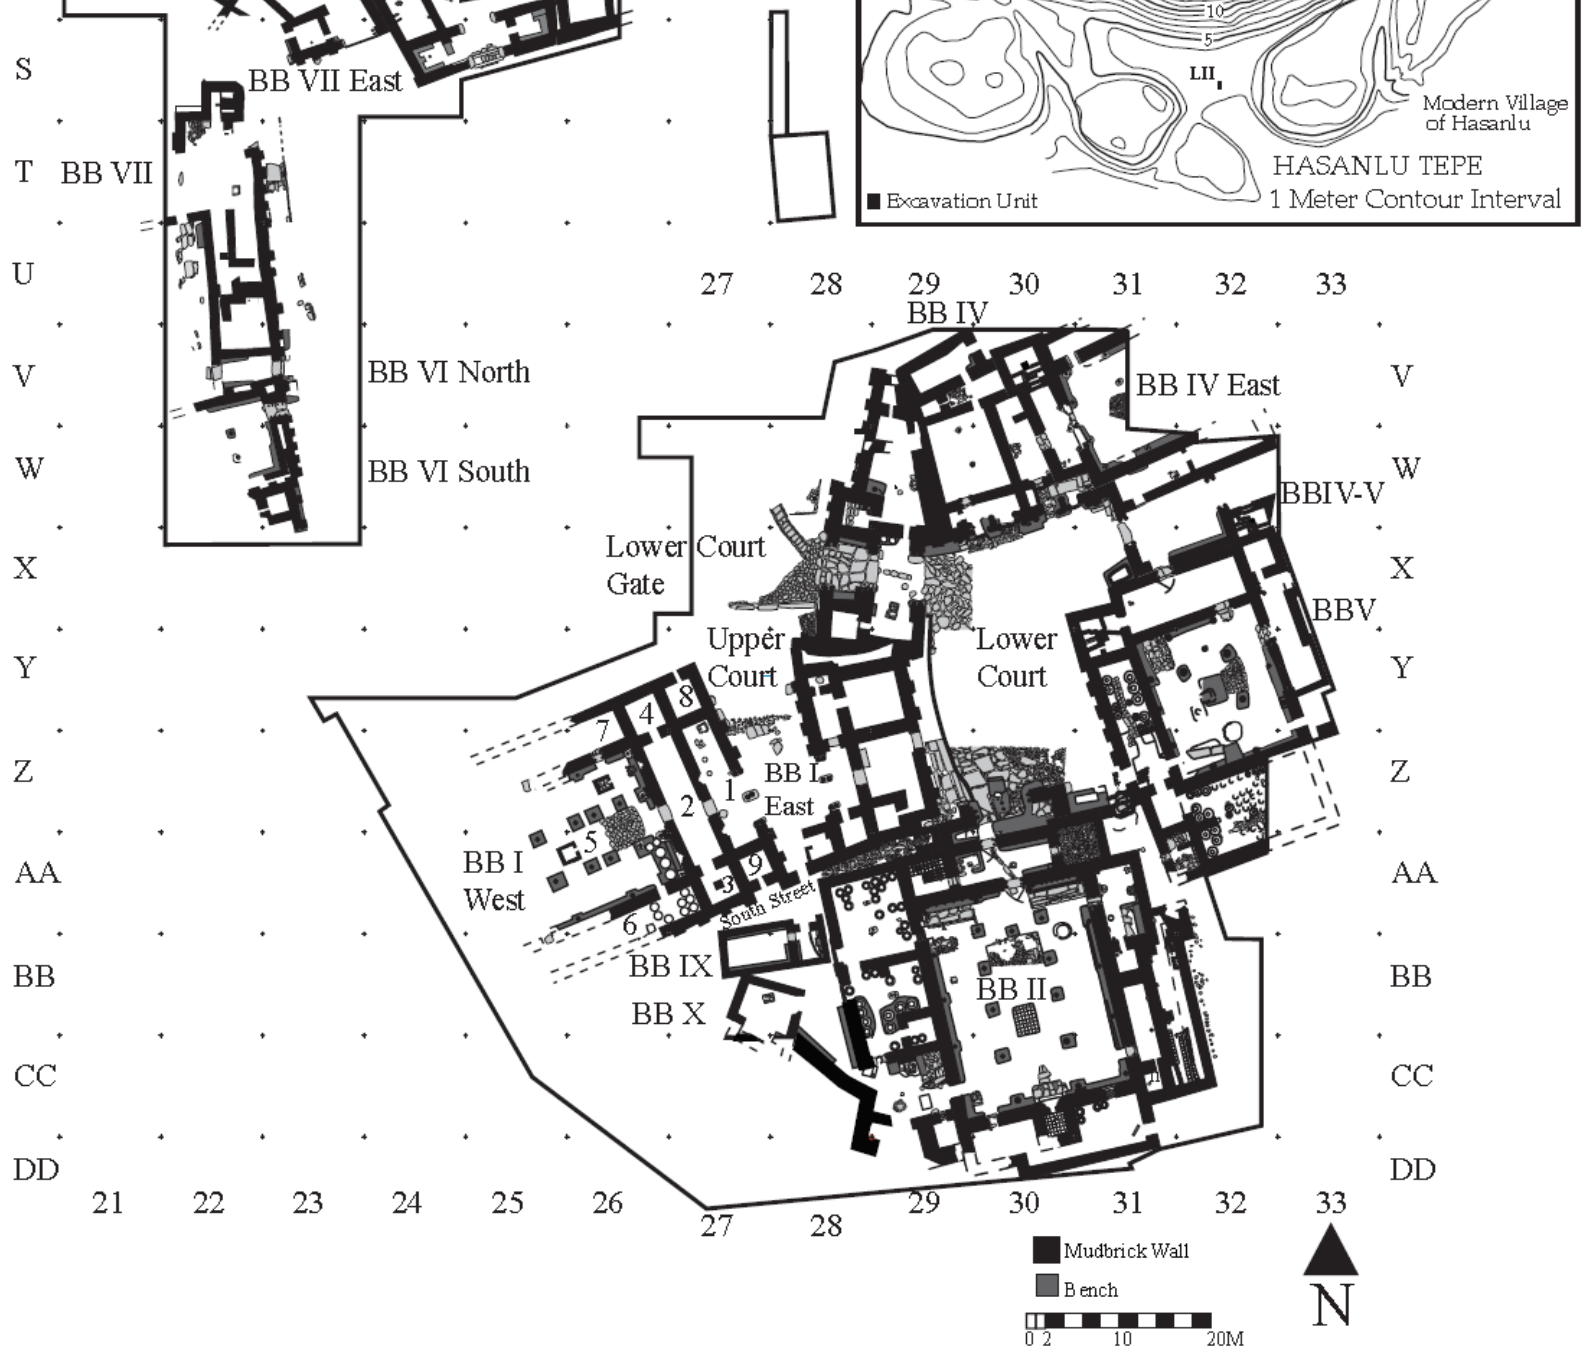 10
5
LII
Modern Village
of Hasanlu
HASANLU TEPE
1 Meter Contour Interval
Excavation Unit
S
BB VII East
T
BB VII
U
27 28 29 30 31 32 33
BB IV
V
BB VI North
BB IV East
V
W
BB VI South
W
BBIV-V
X
Lower Court
Gate
X
BBV
Y
Upper
Court
Lower
Court
Y
8
4
7
Z
BB I
East
1
2
Z
5
AA
BB I
West
9
3
South Street
AA
6
BB
BB IX
BB II
BB
BB X
CC
CC
DD
DD
21 22 23 24 25 26 27 28 29 30 31 32 33
Mudbrick Wall
Bench
0 2 10 20M
N